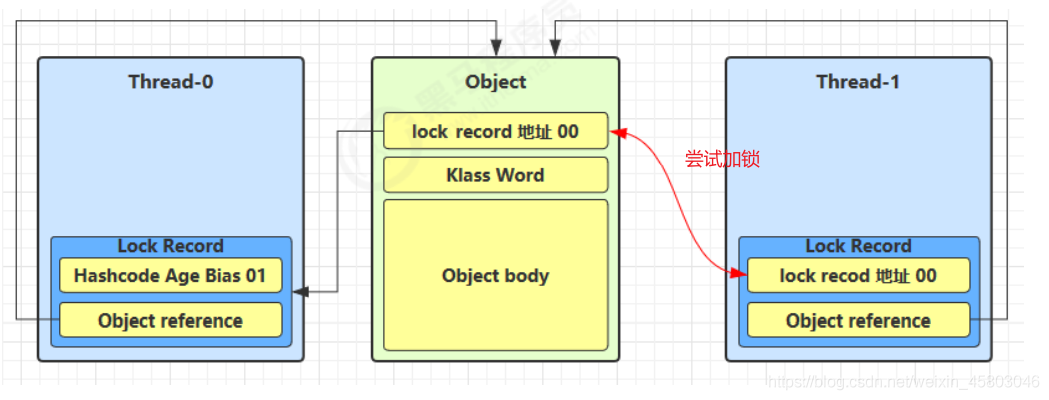 Thread-0
Lock Record
Hashcode Age Bias 01
Object reference
Object
lock record 地址 00
Klass Word
Object body
尝试加锁
Thread-1
Lock Record
lock recod 地址 00
Object reference
https://blog.csdn.net/weixin_45803046